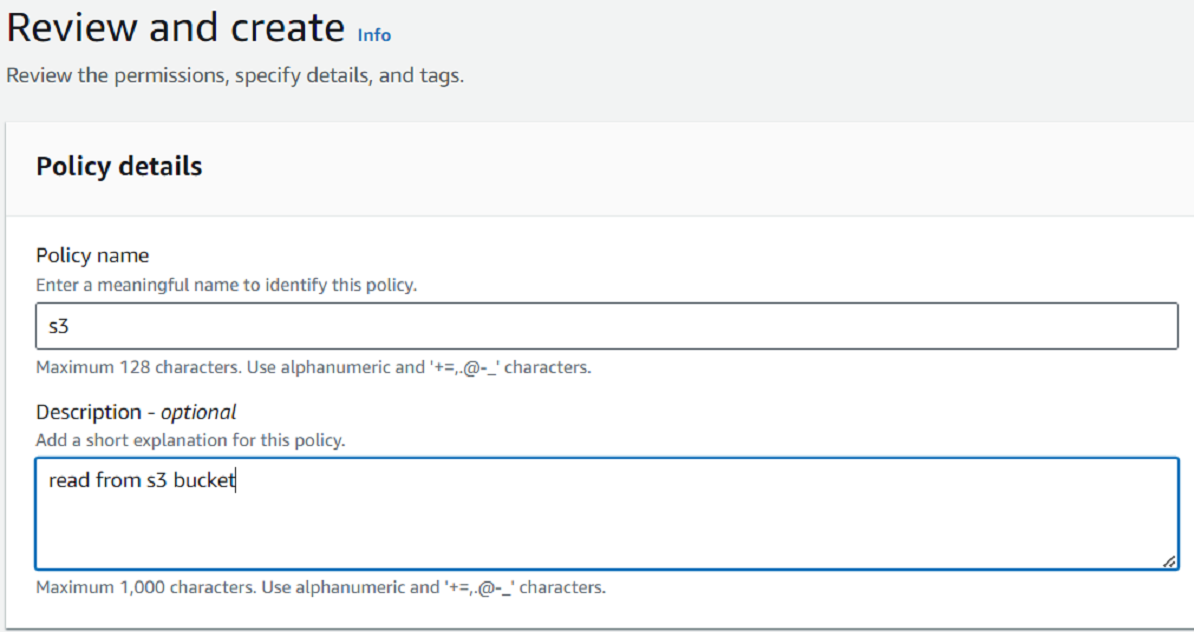 Review and create Info
Review the permissions, specify details, and tags.
Policy details
Policy name
Enter a meaningful name to identify this policy.
s3
Maximum 128 characters. Use alphanumeric and '+=,.@-_' characters.
Description - optional
Add a short explanation for this policy.
read from s3 bucket
Maximum 1,000 characters. Use alphanumeric and '+=,.@-_' characters.